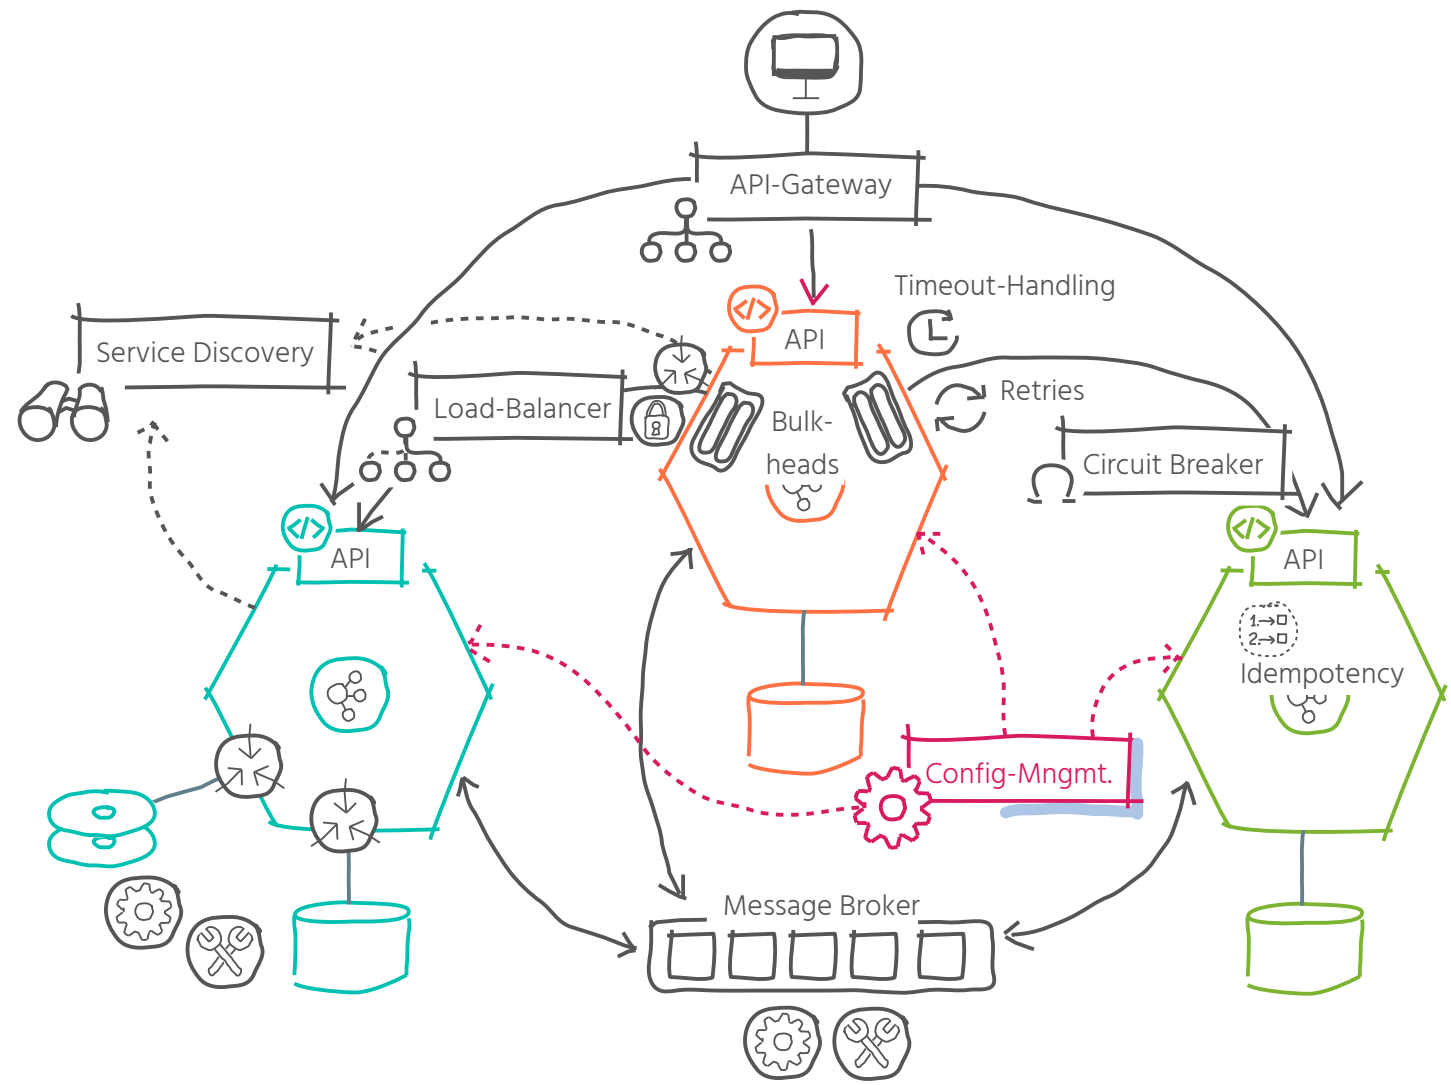 API-Gateway
Timeout-Handling
</>
API
Service Discovery
Retries
Load-Balancer
Bulk-
heads
Circuit Breaker
</>
API
</>
API
1.→
2.→
Idempotency
Config-Mngmt.
Message Broker